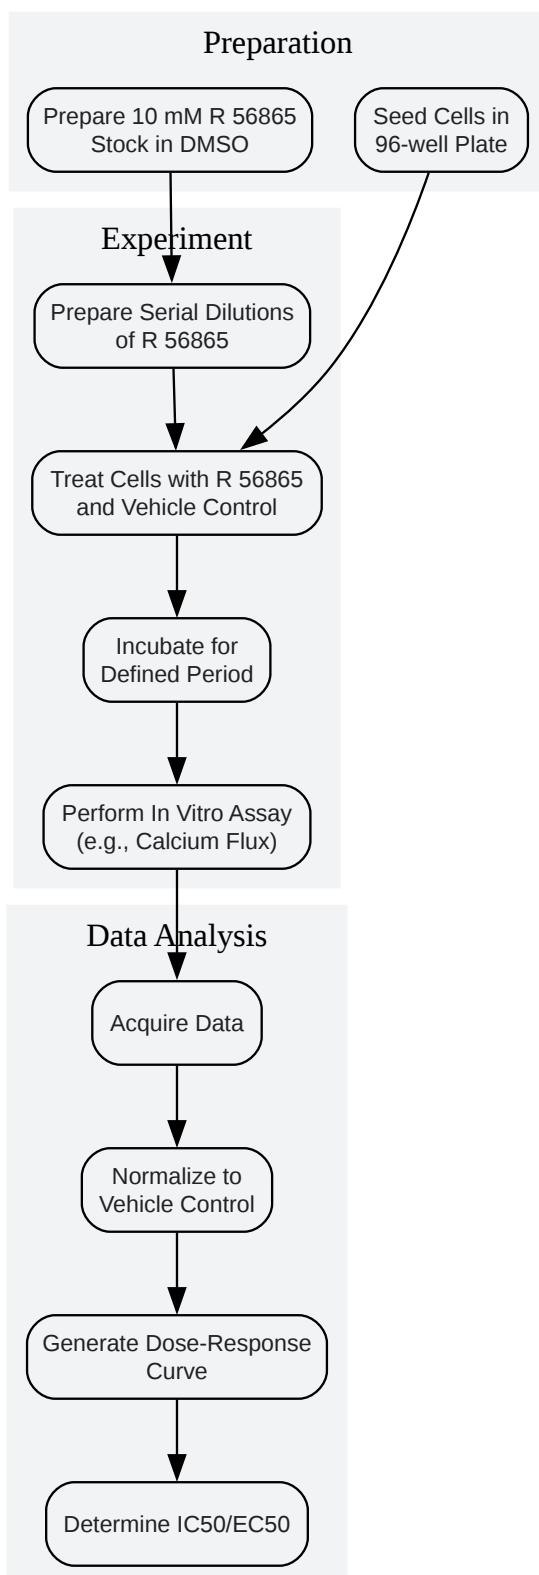 Preparation
Prepare 10 mM R 56865
Stock in DMSO
Seed Cells in
96-well Plate
Experiment
Prepare Serial Dilutions
of R 56865
Treat Cells with R 56865
and Vehicle Control
Incubate for
Defined Period
Perform In Vitro Assay
(e.g., Calcium Flux)
Data Analysis
Acquire Data
Normalize to
Vehicle Control
Generate Dose-Response
Curve
Determine IC50/EC50